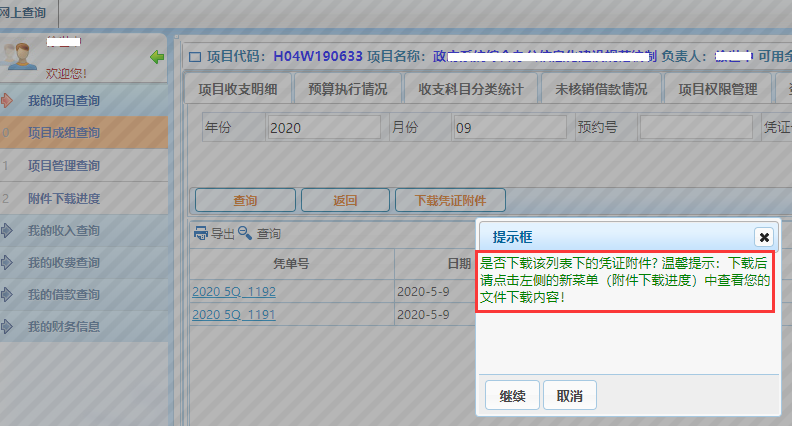 网上查询
欢迎您！
我的项目查询
0 项目成组查询
1 项目管理查询
2 附件下载进度
我的收入查询
我的收费查询
我的借款查询
我的财务信息
项目代码：H04W190633 项目名称： 负责人： 可用余
项目收支明细 预算执行情况 收支科目分类统计 未核销借款情况 项目权限管理
年份 2020 月份 09 预约号 凭证
查询 返回 下载凭证附件
导出 查询
凭单号 日期
2020 5Q_1192 2020-5-9
2020 5Q_1191 2020-5-9
提示框
是否下载该列表下的凭证附件？温馨提示：下载后
请点击左侧的新菜单（附件下载进度）中查看您的
文件下载内容！
继续 取消